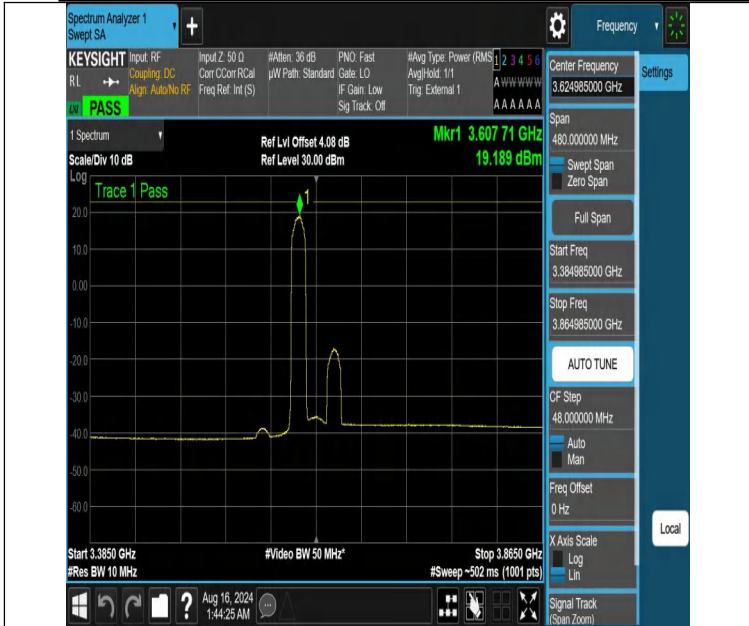 Spectrum Analyzer 1
Swept SA
+
Frequency
KEYSIGHT
RL
PASS
Input: RF
Coupling: DC
Align: Auto/No RF
Input Z: 50 Ω
Corr CCorr RCal
Freq Ref: Int (S)
#Atten: 36 dB
µW Path: Standard
PNO: Fast
Gate: LO
IF Gain: Low
Sig Track: Off
#Avg Type: Power (RMS
Avg|Hold: 1/1
Trig: External 1
1 2 3 4 5 6
A W W W W W
A A A A A A
1 Spectrum
Scale/Div 10 dB
Ref Lvl Offset 4.08 dB
Ref Level 30.00 dBm
Mkr1 3.607 71 GHz
19.189 dBm
Log
Trace 1 Pass
1
20.0
10.0
0.00
-10.0
-20.0
-30.0
-40.0
-50.0
-60.0
Start 3.3850 GHz
#Res BW 10 MHz
#Video BW 50 MHz*
Stop 3.8650 GHz
#Sweep ~502 ms (1001 pts)
Center Frequency
3.624985000 GHz
Settings
Span
480.000000 MHz
Swept Span
Zero Span
Full Span
Start Freq
3.384985000 GHz
Stop Freq
3.864985000 GHz
AUTO TUNE
CF Step
48.000000 MHz
Auto
Man
Freq Offset
0 Hz
X Axis Scale
Log
Lin
Local
Signal Track
(Span Zoom)
?
Aug 16, 2024
1:44:25 AM